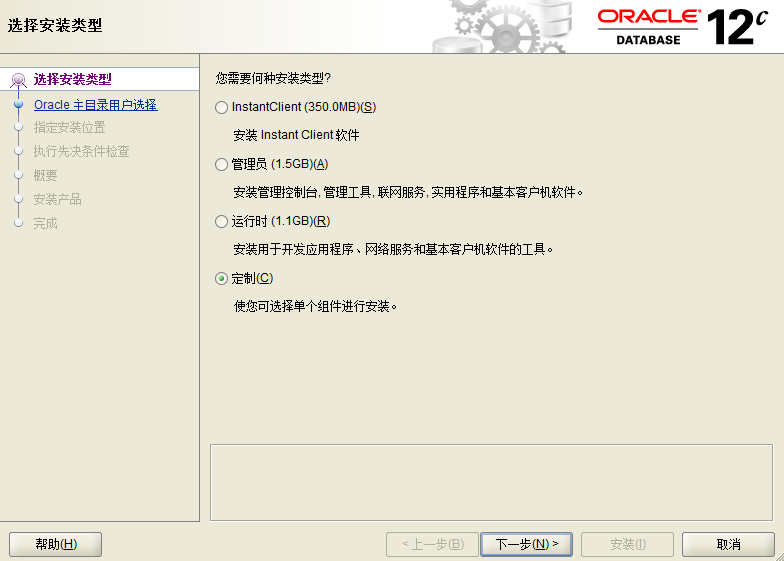 选择安装类型
ORACLE
DATABASE
12c
选择安装类型
Oracle 主目录用户选择
指定安装位置
执行先决条件检查
概要
安装产品
完成
您需要何种安装类型?
InstantClient (350.0MB)(S)
安装 Instant Client 软件
管理员 (1.5GB)(A)
安装管理控制台, 管理工具, 联网服务, 实用程序和基本客户机软件。
运行时 (1.1GB)(R)
安装用于开发应用程序、网络服务和基本客户机软件的工具。
定制(C)
使您可选择单个组件进行安装。
帮助(H)
< 上一步(B)
下一步(N) >
安装(I)
取消